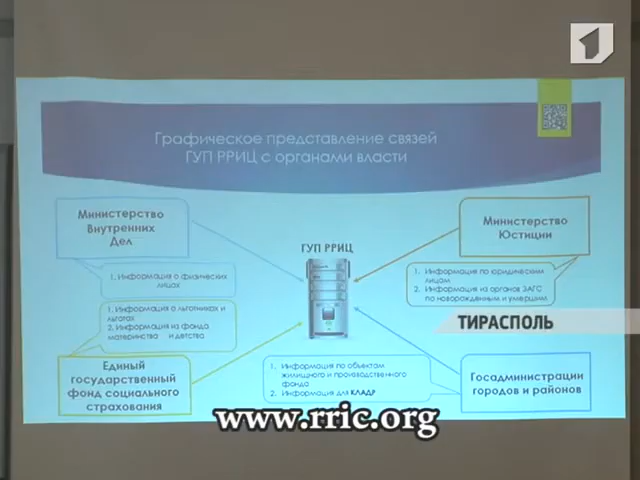 1
Графическое представление связей
ГУП РРИЦ с органами власти
Министерство
Внутренних
Дел
1. Информация о физических
лицах
ГУП РРИЦ
Министерство
Юстиции
1. Информация по юридическим
лицам
2. Информация из органов ЗАГС
по новорожденным и умершим
1. Информация о льготниках и
льготах
2. Информация из фонда
материнства и детства
ТИРАСПОЛЬ
Единый
государственный
фонд социального
страхования
1. Информация по объектам
жилищного и производственного
фонда
2. Информация для КЛАДР
Госадминистрации
городов и районов
www.rric.org